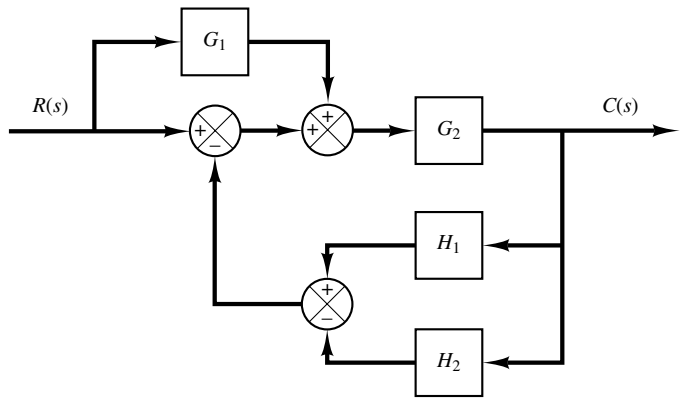 G₁
R(s)
C(s)
+
+
+
−
+
G₂
H₁
+
−
H₂